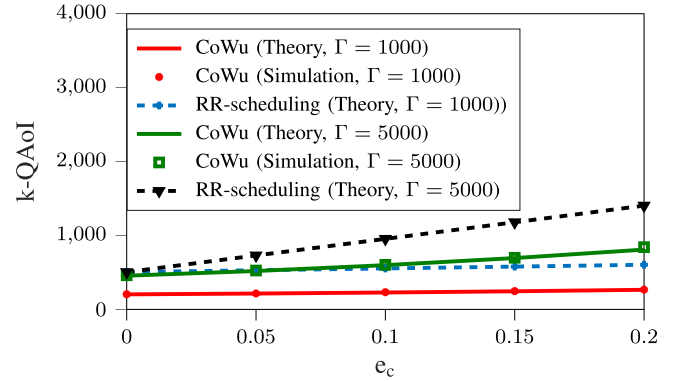 4,000
3,000
2,000
1,000
0
k-QAoI
CoWu (Theory, Γ = 1000)
CoWu (Simulation, Γ = 1000)
RR-scheduling (Theory, Γ = 1000))
CoWu (Theory, Γ = 5000)
CoWu (Simulation, Γ = 5000)
RR-scheduling (Theory, Γ = 5000)
0 0.05 0.1 0.15 0.2
e_c